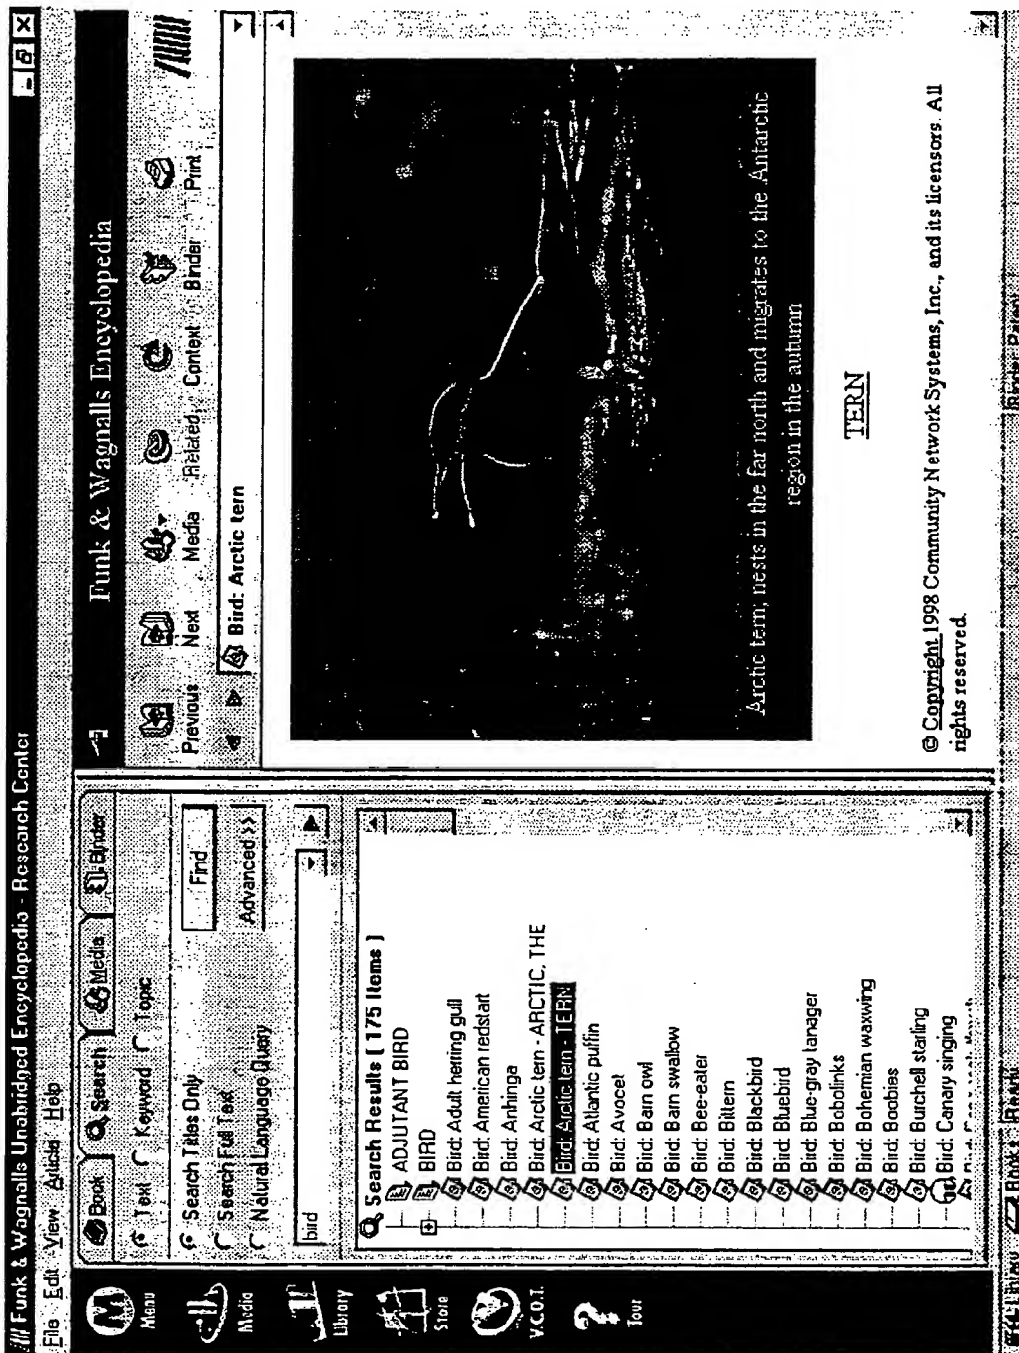 Funk & Wagnalls Unabridged Encyclopedia - Research Center
File Edit View Article Help
Menu
Media
Library
Store
V.C.O.T.
Tour
Book
Search
Media
Binder
Text Keyword Topic
Search Titles Only
Search Full Text
Natural Language Query
Find
Advanced >>
bird
Search Results ( 175 Items )
ADJUTANT BIRD
BIRD
Bird: Adult herring gull
Bird: American redstart
Bird: Anhinga
Bird: Arctic tern - ARCTIC, THE
Bird: Arctic tern - TERN
Bird: Atlantic puffin
Bird: Avocet
Bird: Barn owl
Bird: Barn swallow
Bird: Bee-eater
Bird: Bittern
Bird: Blackbird
Bird: Bluebird
Bird: Blue-gray tanager
Bird: Bobolinks
Bird: Bohemian waxwing
Bird: Boobies
Bird: Burchell starling
Bird: Canary singing
Funk & Wagnalls Encyclopedia
Previous
Next
Media
Related
Context
Binder
Print
Bird: Arctic tern
Arctic tern; nests in the far north and migrates to the Antarctic
region in the autumn
TERN
© Copyright 1998 Community Network Systems, Inc., and its licensors. All
rights reserved.
Ready
Binder: Patent